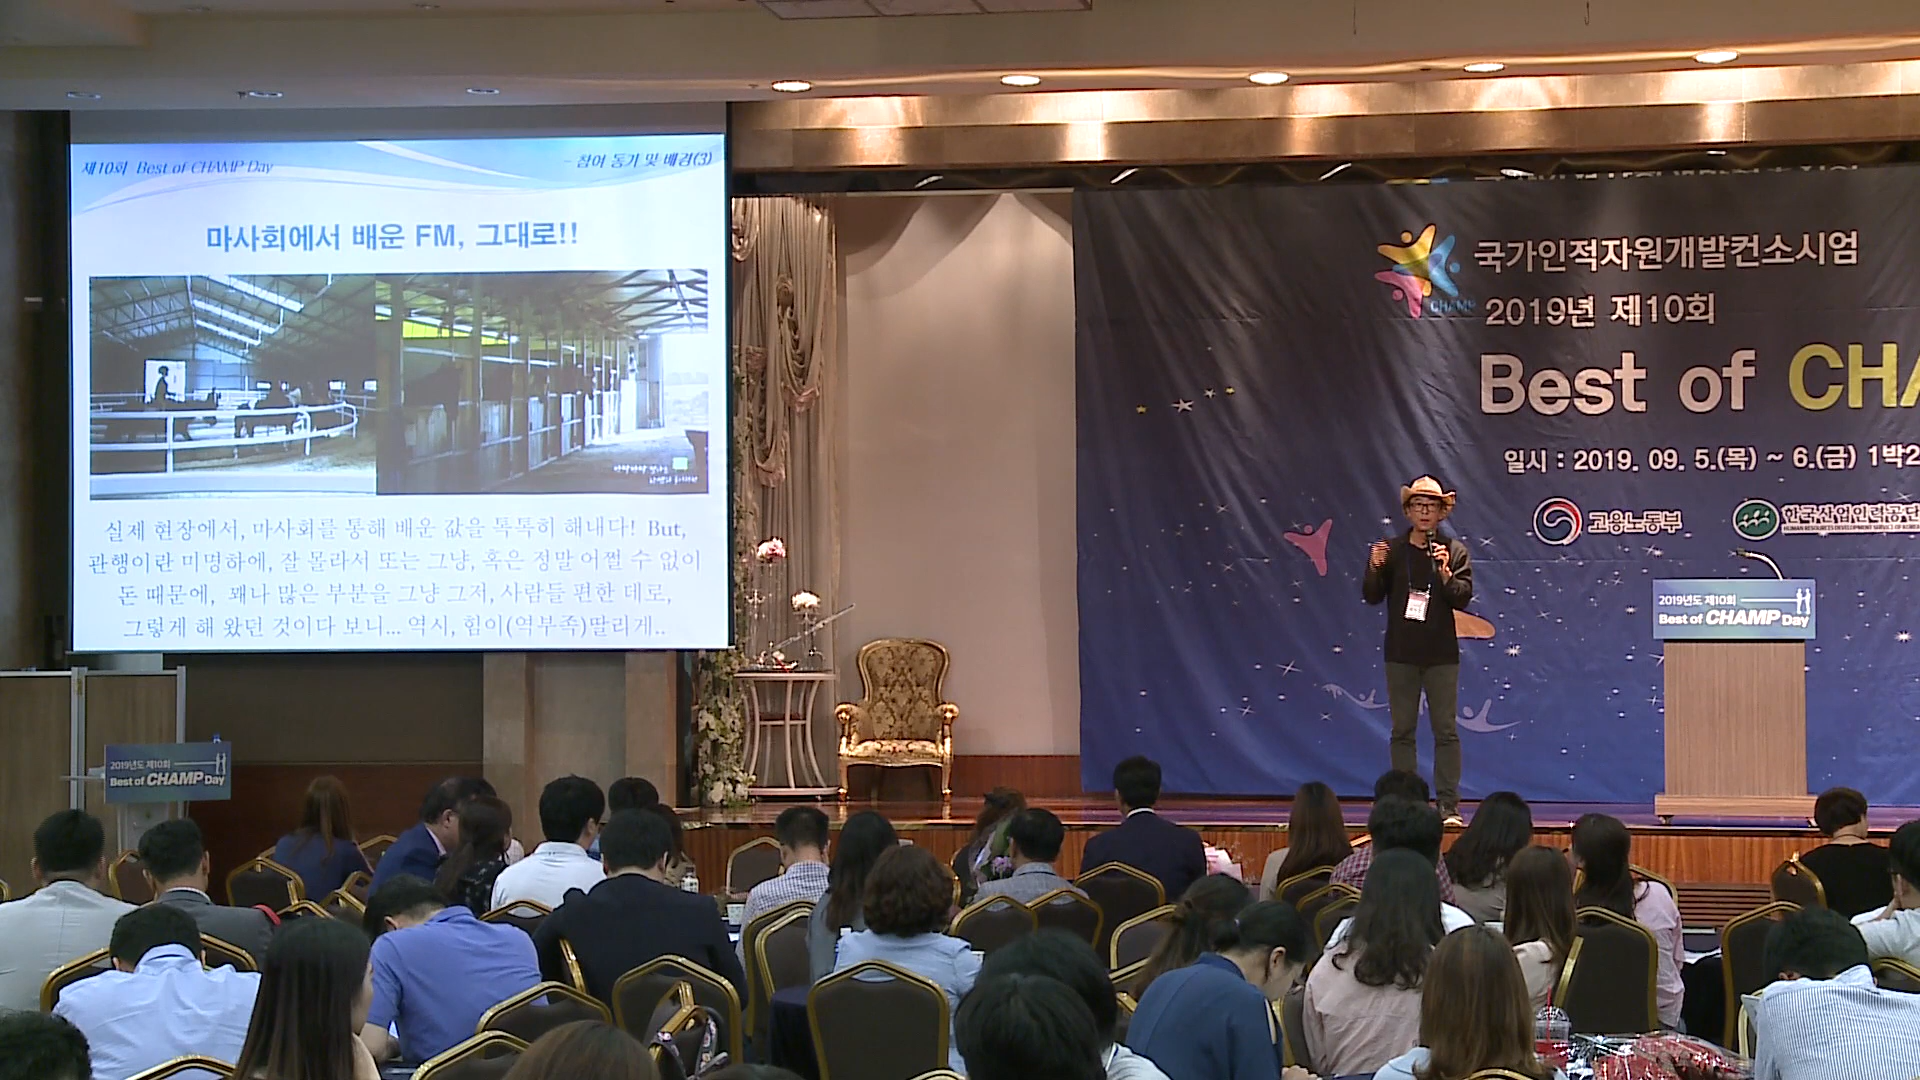 제10회 Best of CHAMP Day
- 참여 동기 및 배경(3)
마사회에서 배운 FM, 그대로!!
실제 현장에서, 마사회를 통해 배운 값을 톡톡히 해내다! But,
관행이란 미명하에, 잘 몰라서 또는 그냥, 혹은 정말 어쩔 수 없이
돈 때문에, 꽤나 많은 부분을 그냥 그저, 사람들 편한 데로,
그렇게 해 왔던 것이다 보니... 역시, 힘이(역부족)딸리게..
CHAMP
국가인적자원개발컨소시엄
2019년 제10회
Best of CHA
일시 : 2019. 09. 5.(목) ~ 6.(금) 1박2
고용노동부
한국산업인력공단
HUMAN RESOURCES DEVELOPMENT SERVICE OF KOREA
2019년도 제10회
Best of CHAMP Day
2019년도 제10회
Best of CHAMP Day